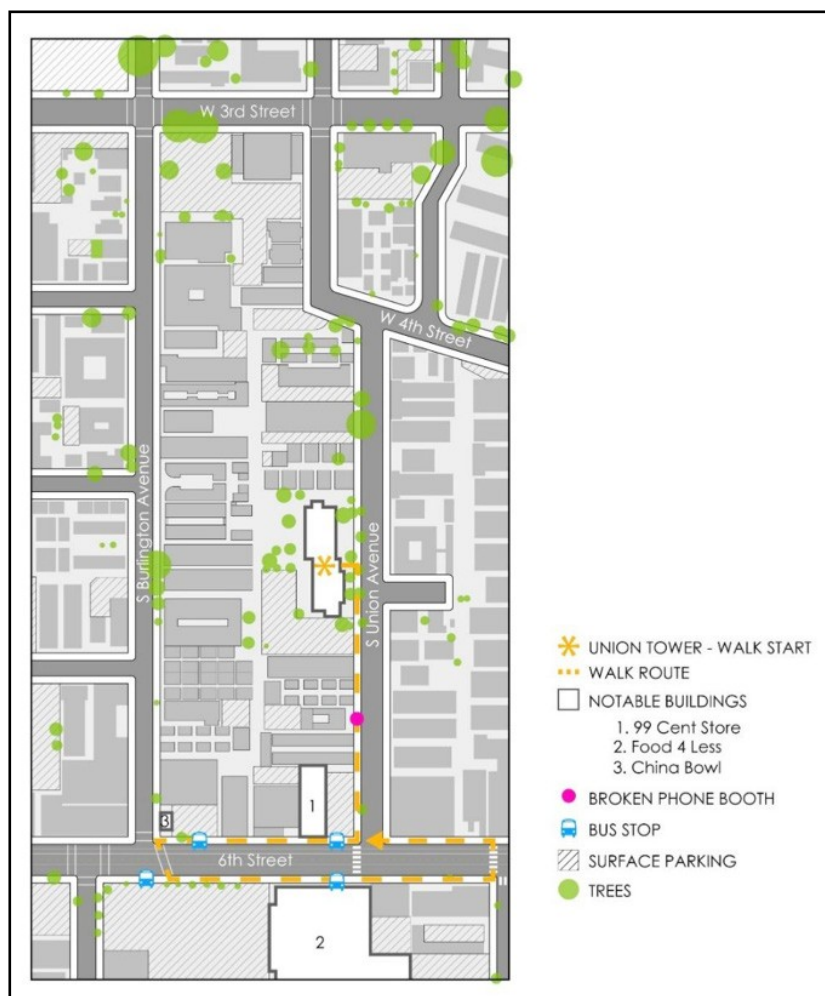 W 3rd Street
W 4th Street
S Burlington Avenue
S Union Avenue
1
3
6th Street
2
UNION TOWER - WALK START
WALK ROUTE
NOTABLE BUILDINGS
1. 99 Cent Store
2. Food 4 Less
3. China Bowl
BROKEN PHONE BOOTH
BUS STOP
SURFACE PARKING
TREES